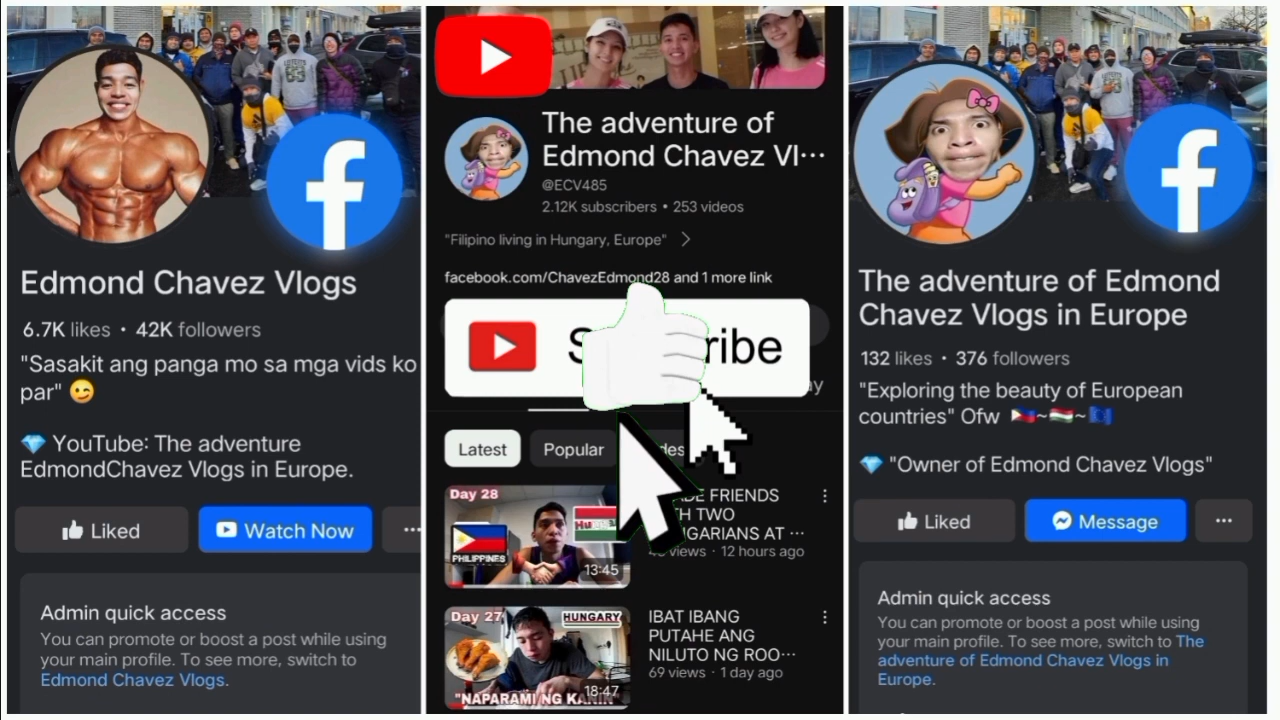 Edmond Chavez Vlogs
6.7K likes • 42K followers
"Sasakit ang panga mo sa mga vids ko
par" 😉
💎 YouTube: The adventure
EdmondChavez Vlogs in Europe.
Liked
Watch Now
Admin quick access
You can promote or boost a post while using
your main profile. To see more, switch to
Edmond Chavez Vlogs.
The adventure of
Edmond Chavez Vl···
@ECV485
2.12K subscribers • 253 videos
"Filipino living in Hungary, Europe"
facebook.com/ChavezEdmond28 and 1 more link
Latest
Popular
Day 28
PHILIPPINES
13:45
FRIENDS
TWO
AT ···
views · 12 hours ago
Day 27
HUNGARY
"NAPARAMI NG KANIN
18:47
IBAT IBANG
PUTAHE ANG
NILUTO NG ROO···
69 views · 1 day ago
The adventure of Edmond
Chavez Vlogs in Europe
132 likes • 376 followers
"Exploring the beauty of European
countries" Ofw 🇵🇭~🇭🇺~🇪🇺
💎 "Owner of Edmond Chavez Vlogs"
Liked
Message
Admin quick access
You can promote or boost a post while using
your main profile. To see more, switch to The
adventure of Edmond Chavez Vlogs in
Europe.